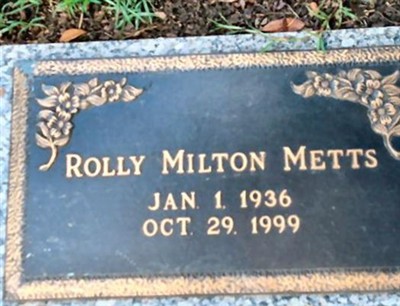 ROLLY MILTON METTS
JAN. 1. 1936
OCT. 29. 1999